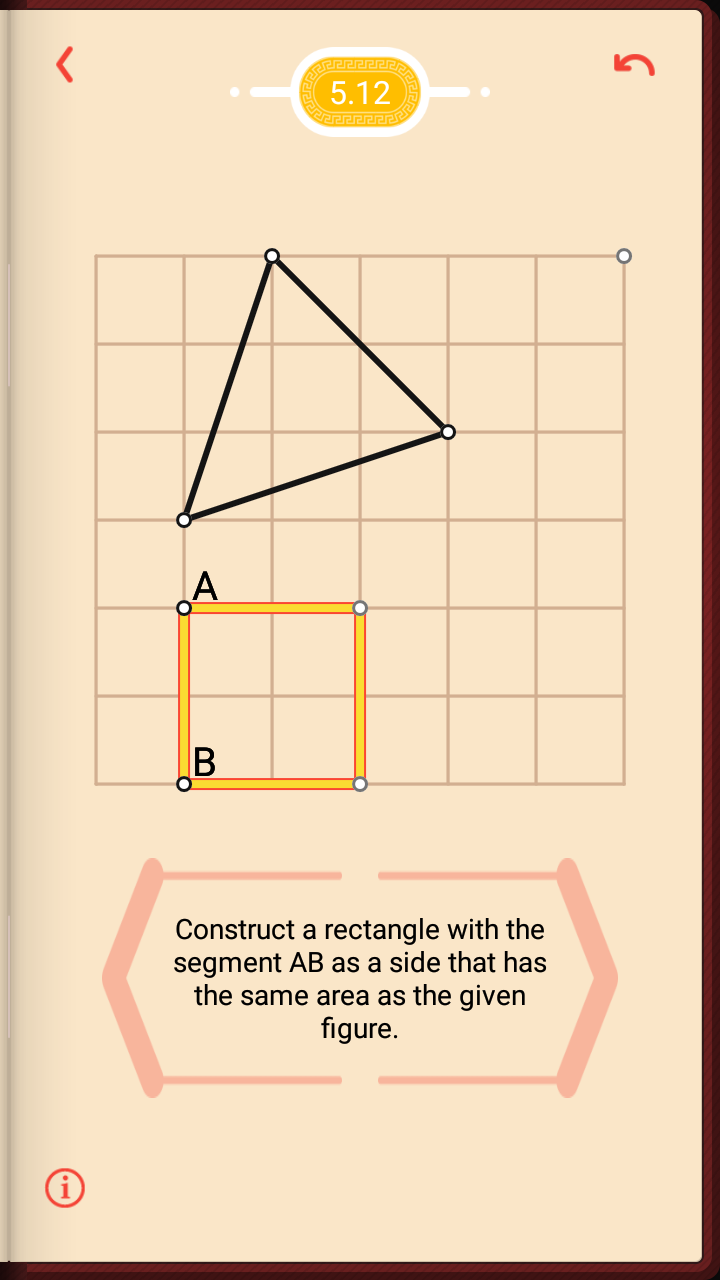 5.12
A
B
Construct a rectangle with the
segment AB as a side that has
the same area as the given
figure.
i